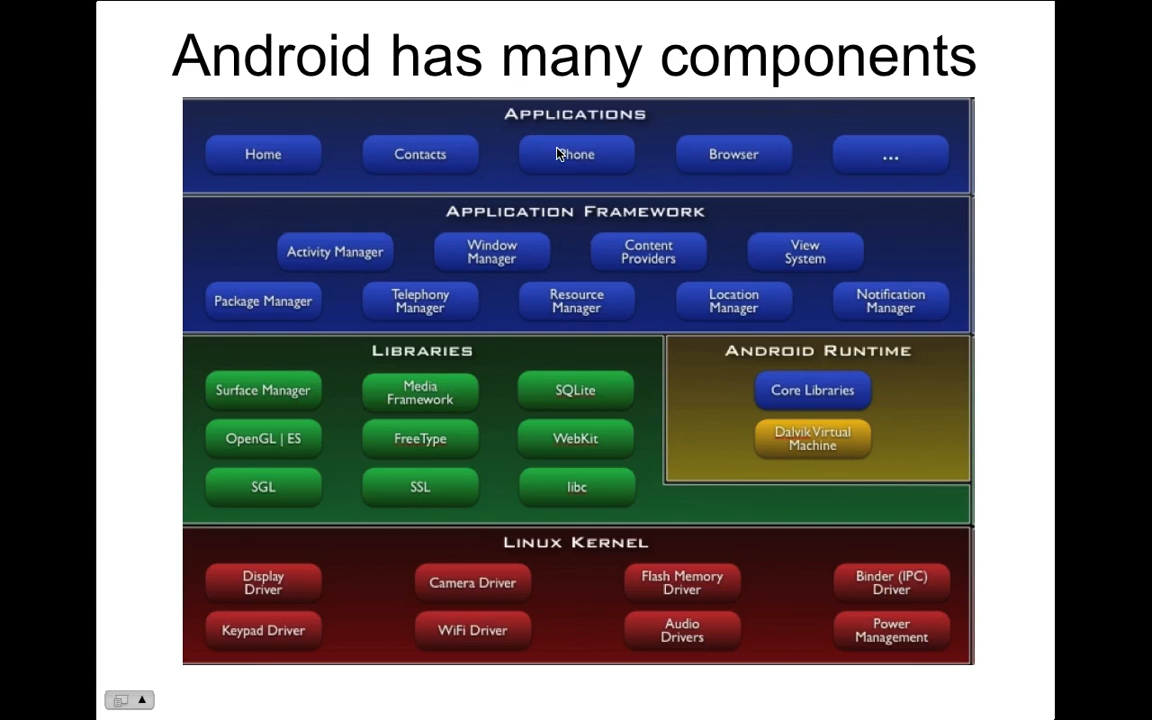 Android has many components
APPLICATIONS
Home
Contacts
Phone
Browser
...
APPLICATION FRAMEWORK
Activity Manager
Window
Manager
Content
Providers
View
System
Package Manager
Telephony
Manager
Resource
Manager
Location
Manager
Notification
Manager
LIBRARIES
Surface Manager
Media
Framework
SQLite
OpenGL | ES
FreeType
WebKit
SGL
SSL
libc
ANDROID RUNTIME
Core Libraries
Dalvik Virtual
Machine
LINUX KERNEL
Display
Driver
Camera Driver
Flash Memory
Driver
Binder (IPC)
Driver
Keypad Driver
WiFi Driver
Audio
Drivers
Power
Management